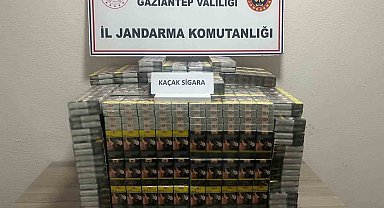 GAZİANTEP VALİLİĞİ
İL JANDARMA KOMUTANLIĞI
KAÇAK SİGARA